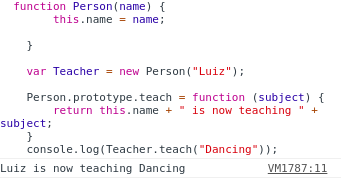 function Person(name) {
this.name = name;
}
var Teacher = new Person("Luiz");
Person.prototype.teach = function (subject) {
return this.name + " is now teaching " +
subject;
}
console.log(Teacher.teach("Dancing"));
Luiz is now teaching Dancing VM1787:11